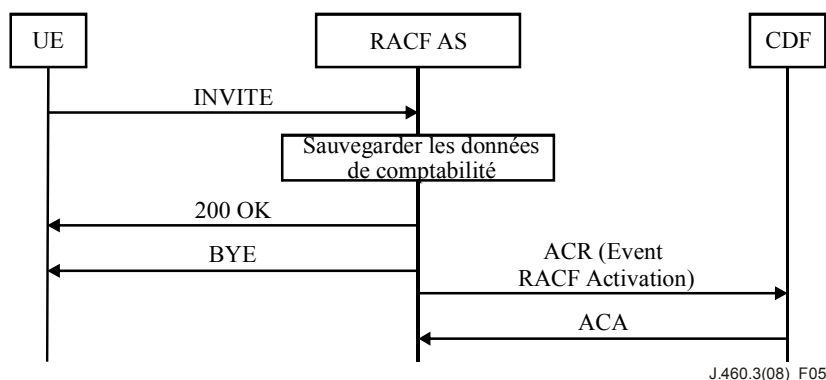 UE
RACF AS
CDF
INVITE
Sauvegarder les données
de comptabilité
200 OK
BYE
ACR (Event
RACF Activation)
ACA
J.460.3(08)_F05